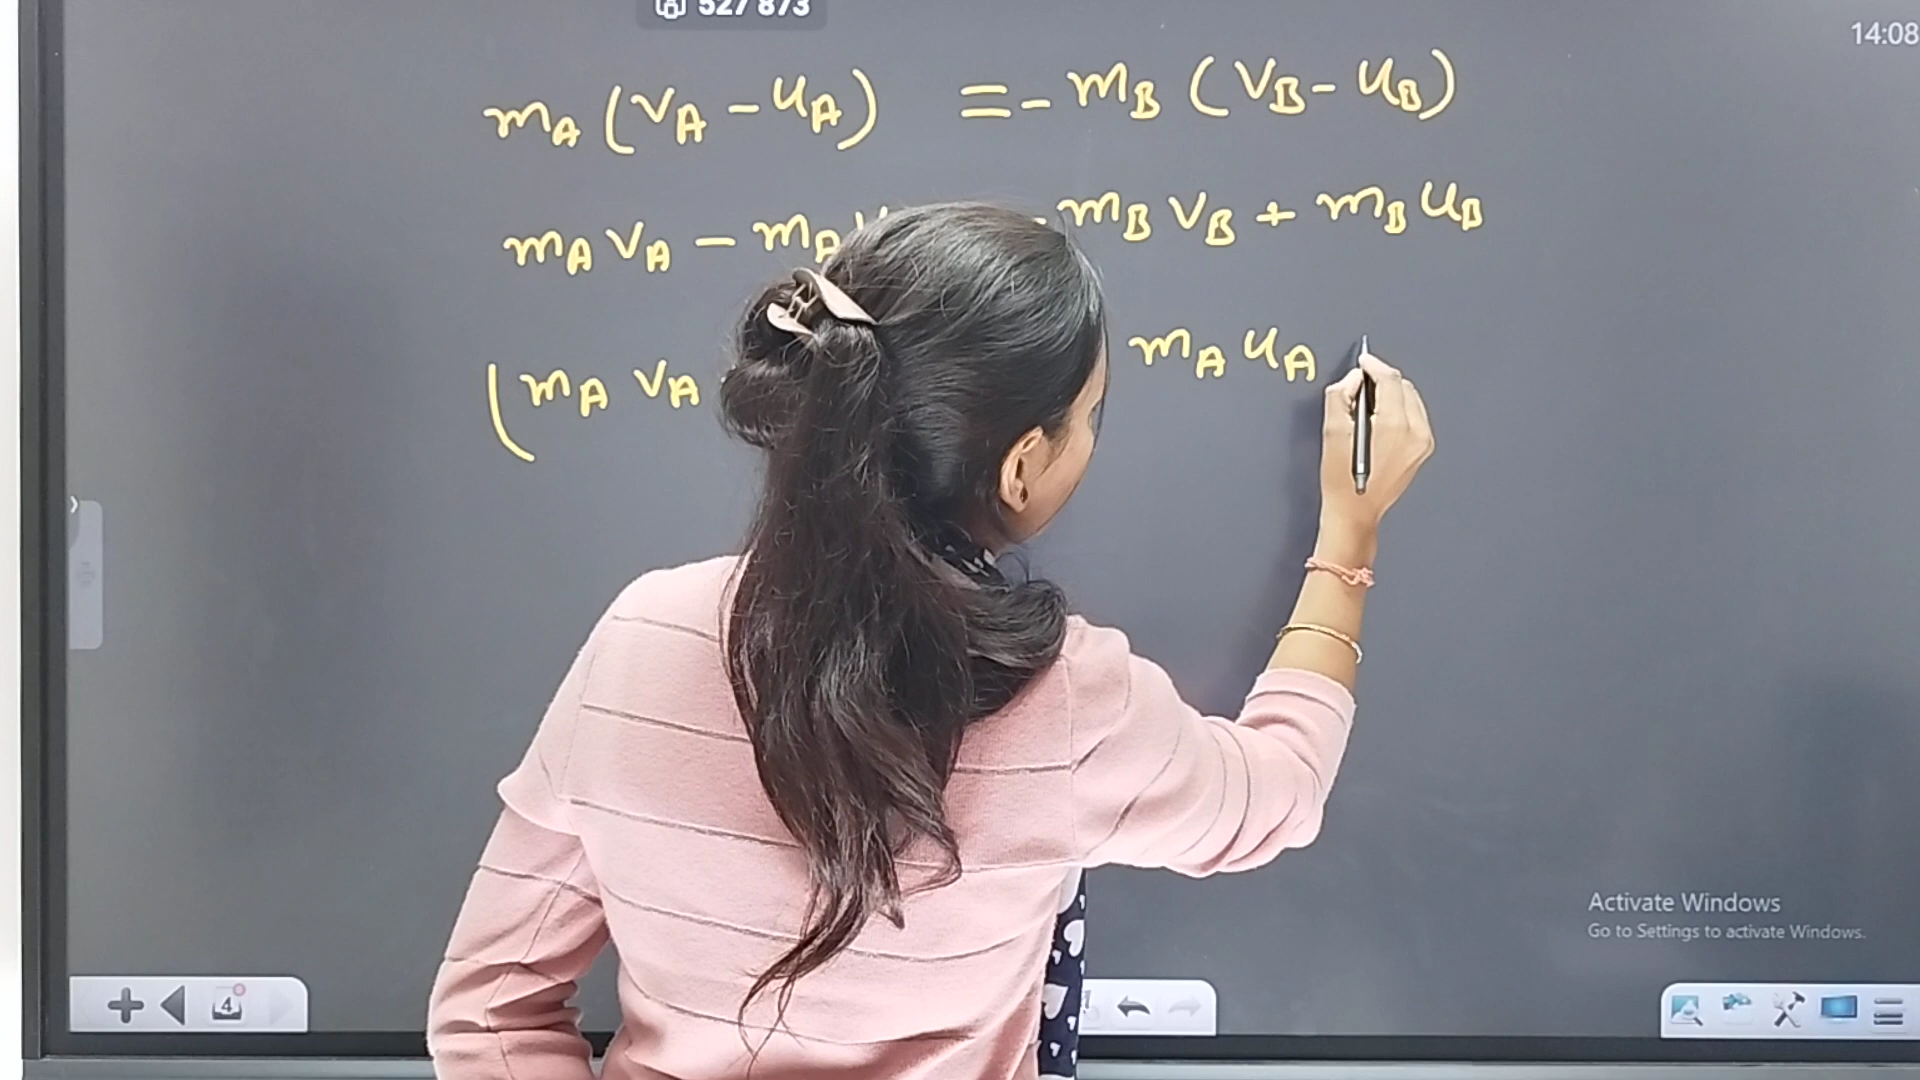 527 873
14:08
mA (vA - uA) = - mB (vB - uB)
mA vA - mA - mB vB + mB uB
(mA vA mA uA
Activate Windows
Go to Settings to activate Windows.
4